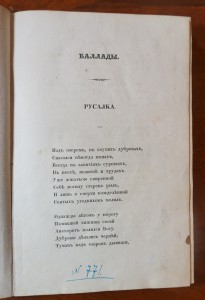 БАЛЛАДЫ.
РУСАЛКА.
Надъ озеромъ, въ глухихъ дубровахъ,
Спасался нѣкогда монахъ,
Всегда въ занятіяхъ суровыхъ,
Въ постѣ, молитвѣ и трудахъ.
Уже лопаткою смиренной
Себѣ могилу старецъ рылъ,
И лишь о смерти вожделѣнной
Святыхъ угодниковъ молилъ.
Однажды лѣтомъ у порогу
Поникшей хижины своей
Анахоретъ молился Богу.
Дубравы дѣлались чернѣй;
Туманъ надъ озеромъ дымился,
N 771